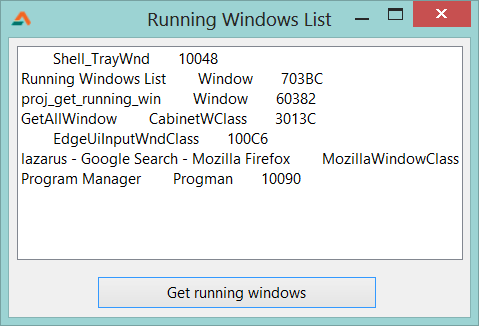 Running Windows List
Shell_TrayWnd 10048
Running Windows List Window 703BC
proj_get_running_win Window 60382
GetAllWindow CabinetWClass 3013C
EdgeUiInputWndClass 100C6
lazarus - Google Search - Mozilla Firefox MozillaWindowClass
Program Manager Progman 10090
Get running windows